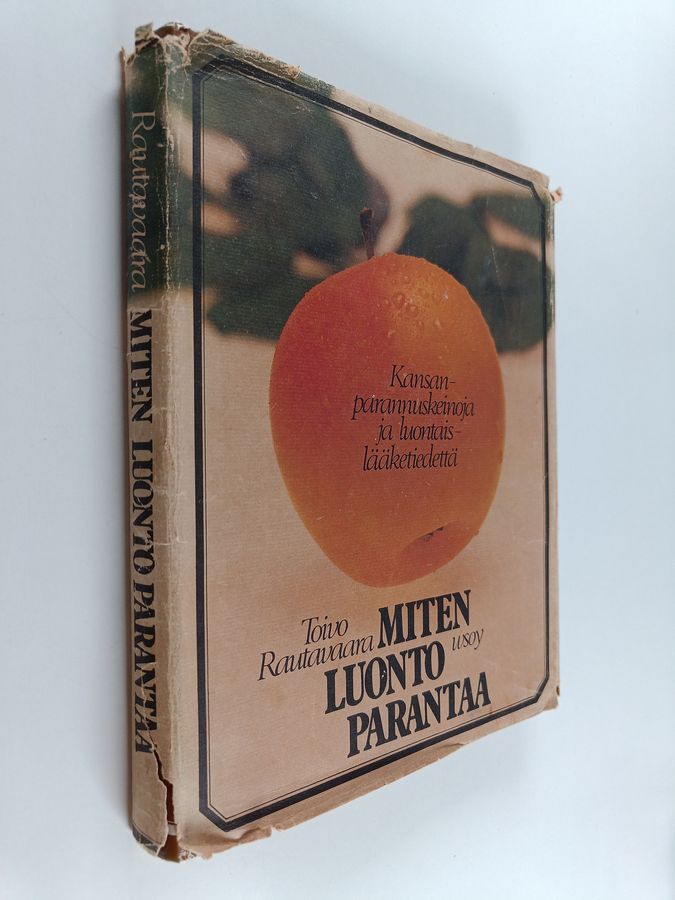 Rautavaara MITEN LUONTO PARANTAA
Kansan-
parannuskeinoja
ja luontais-
lääketiedettä
Toivo
Rautavaara
MITEN
wsoy
LUONTO
PARANTAA